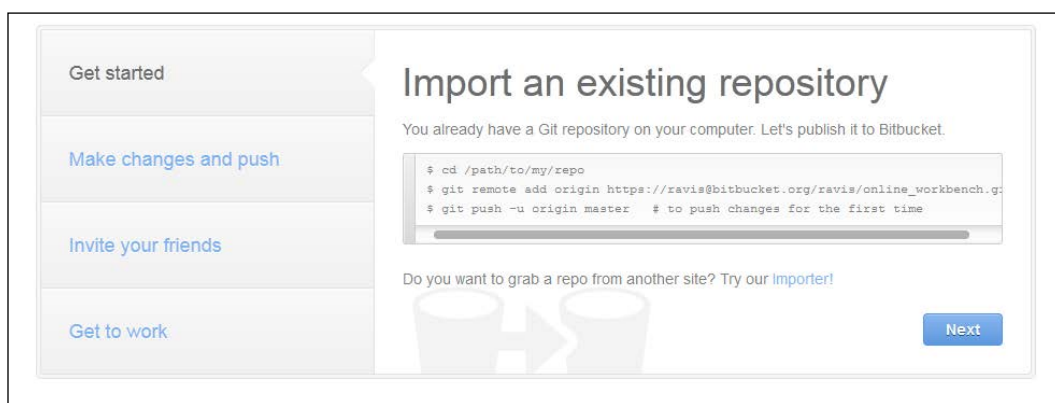 Get started
Make changes and push
Invite your friends
Get to work
Import an existing repository
You already have a Git repository on your computer. Let's publish it to Bitbucket.
$ cd /path/to/my/repo
$ git remote add origin https://ravis@bitbucket.org/ravis/online_workbench.gi
$ git push -u origin master # to push changes for the first time
Do you want to grab a repo from another site? Try our Importer!
Next